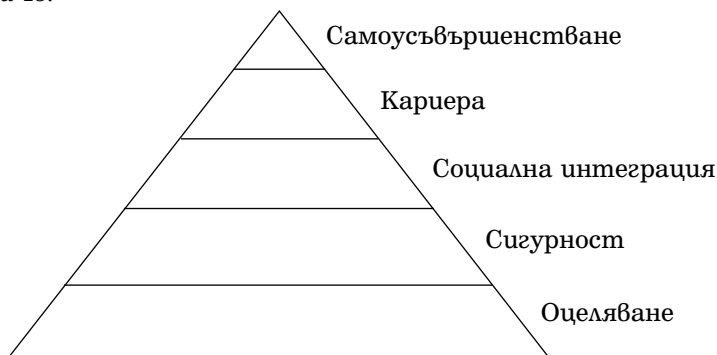 Самоусъвършенстване
Кариера
Социална интеграция
Сигурност
Оцеляване